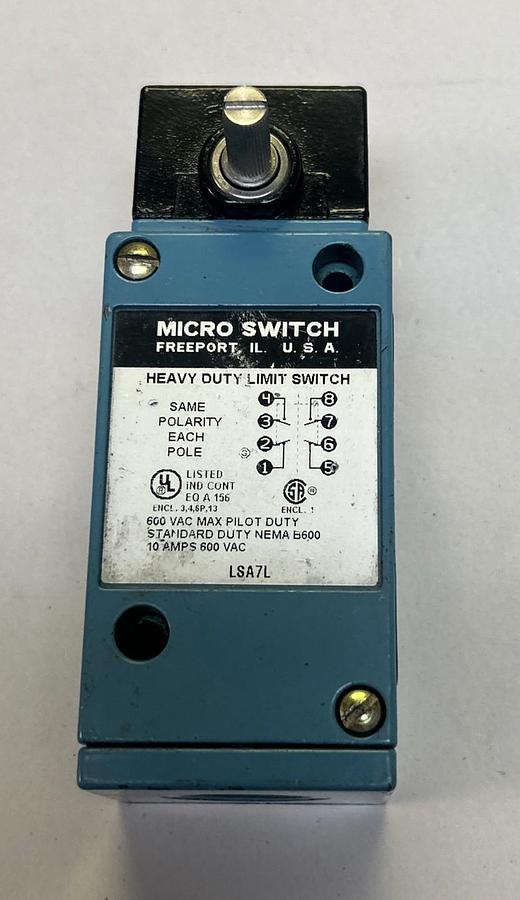 MICRO SWITCH
FREEPORT, IL. U. S. A.
HEAVY DUTY LIMIT SWITCH
SAME
POLARITY
EACH
POLE
4 8
3 7
2 6
1 5
UL ®
LISTED
IND CONT
EQ A 156
ENCL. 3,4,6P,13
SA ®
ENCL. 1
600 VAC MAX PILOT DUTY
STANDARD DUTY NEMA B600
10 AMPS 600 VAC
LSA7L